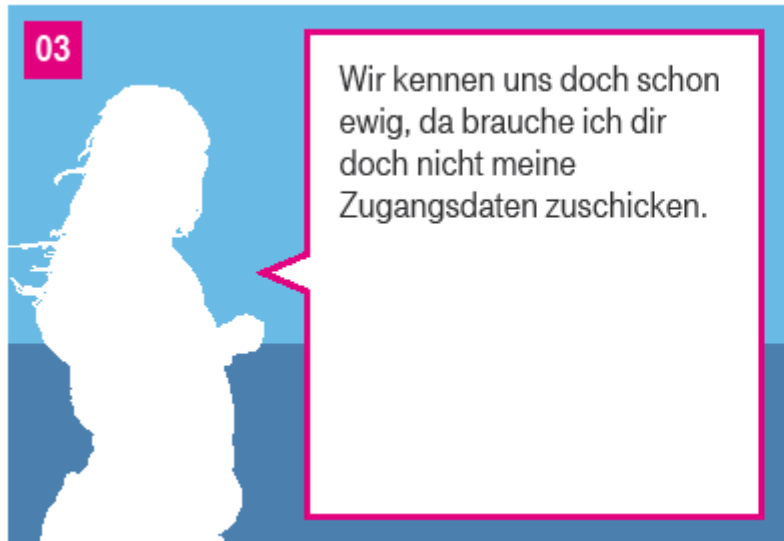 03
Wir kennen uns doch schon
ewig, da brauche ich dir
doch nicht meine
Zugangsdaten zuschicken.